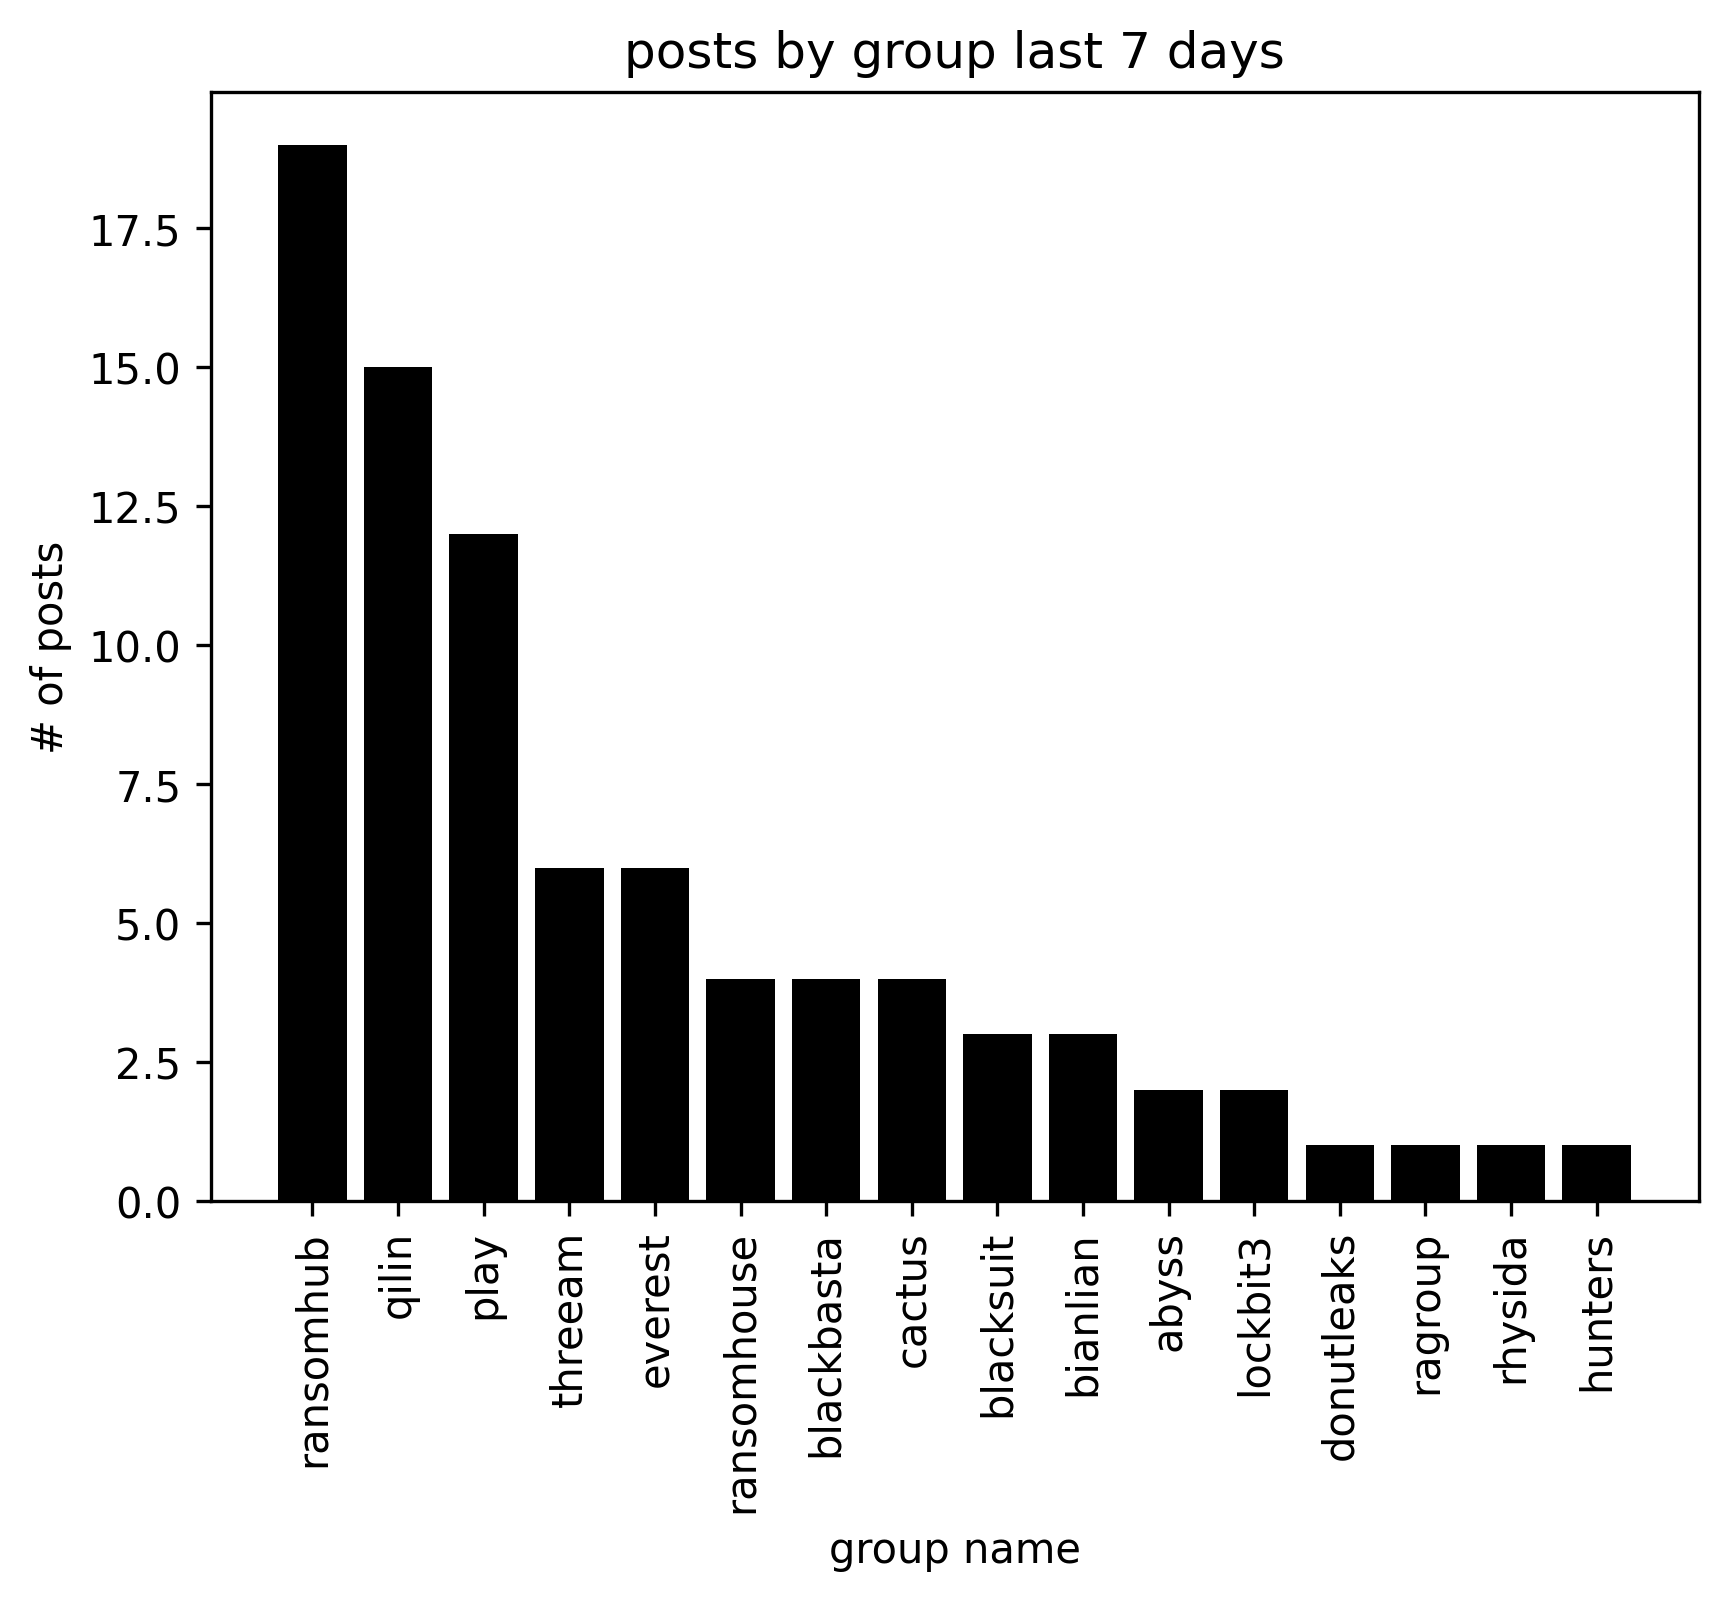 posts by group last 7 days
# of posts
17.5
15.0
12.5
10.0
7.5
5.0
2.5
0.0
ransomhub
qilin
play
threeam
everest
ransomhouse
blackbasta
cactus
blacksuit
bianlian
abyss
lockbit3
donutleaks
ragroup
rhysida
hunters
group name